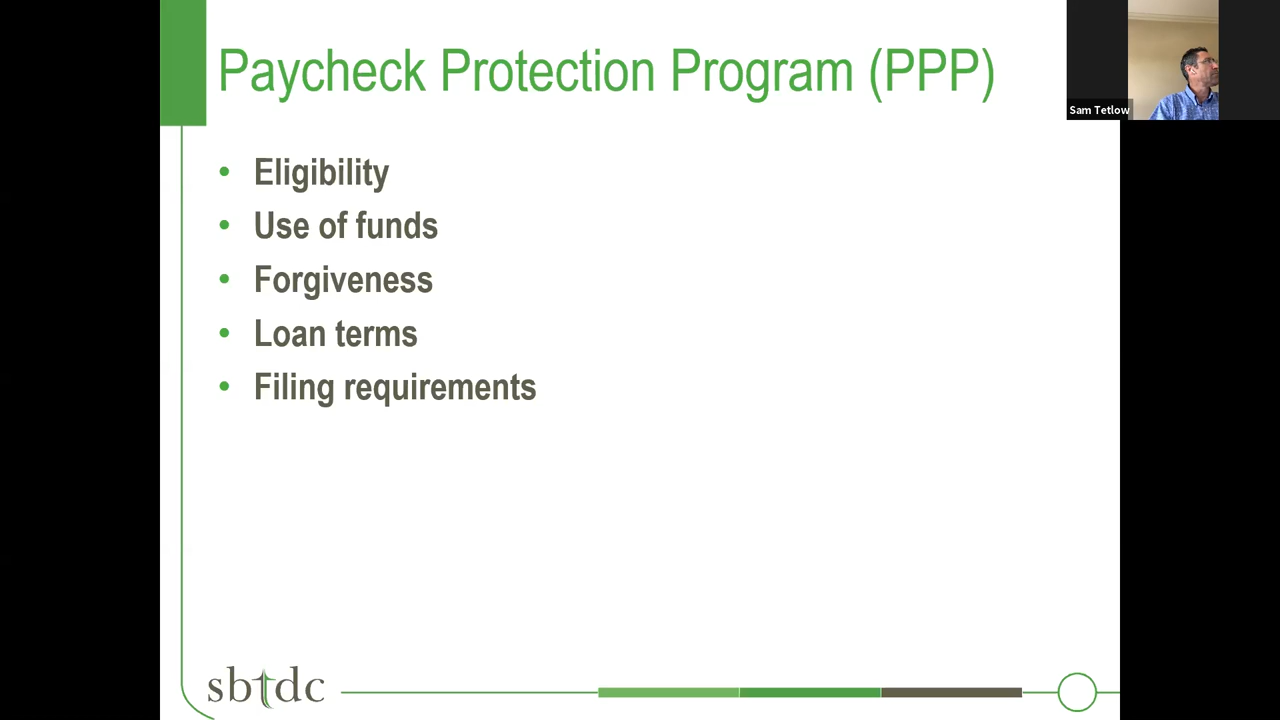 Paycheck Protection Program (PPP)
Sam Tetlow
• Eligibility
• Use of funds
• Forgiveness
• Loan terms
• Filing requirements
sbtdc